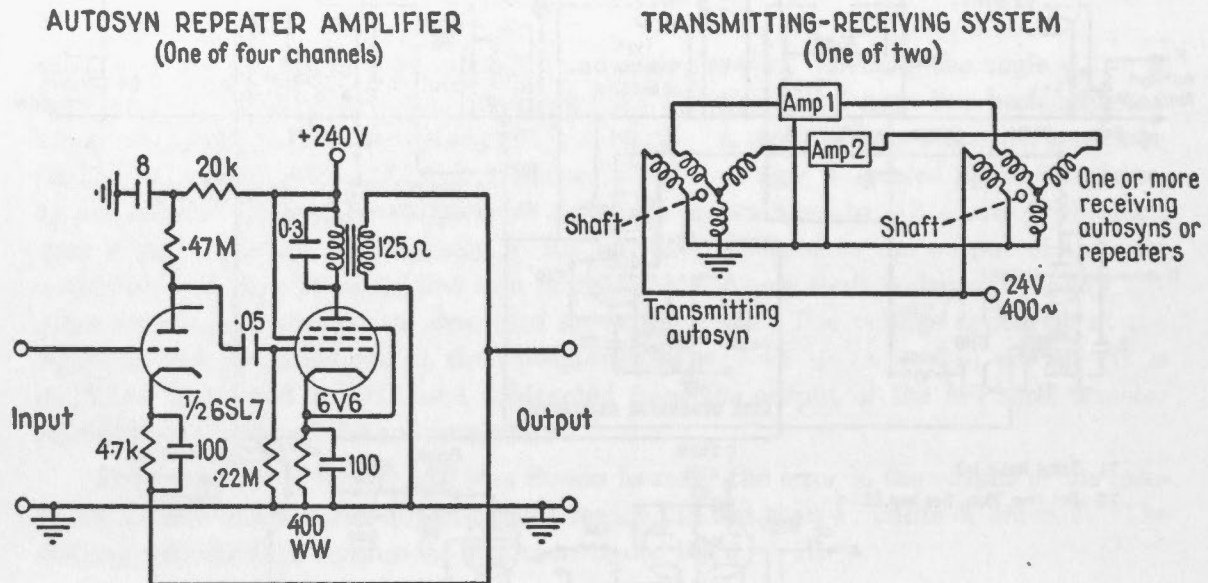 AUTOSYN REPEATER AMPLIFIER
(One of four channels)
+240V
8
20k
.47M
0.3
125Ω
.05
½6SL7
6V6
Input
Output
4.7k
100
.22M
100
400
WW
TRANSMITTING-RECEIVING SYSTEM
(One of two)
Amp 1
Amp 2
Shaft
Shaft
One or more
receiving
autosyns or
repeaters
Transmitting
autosyn
24V
400~